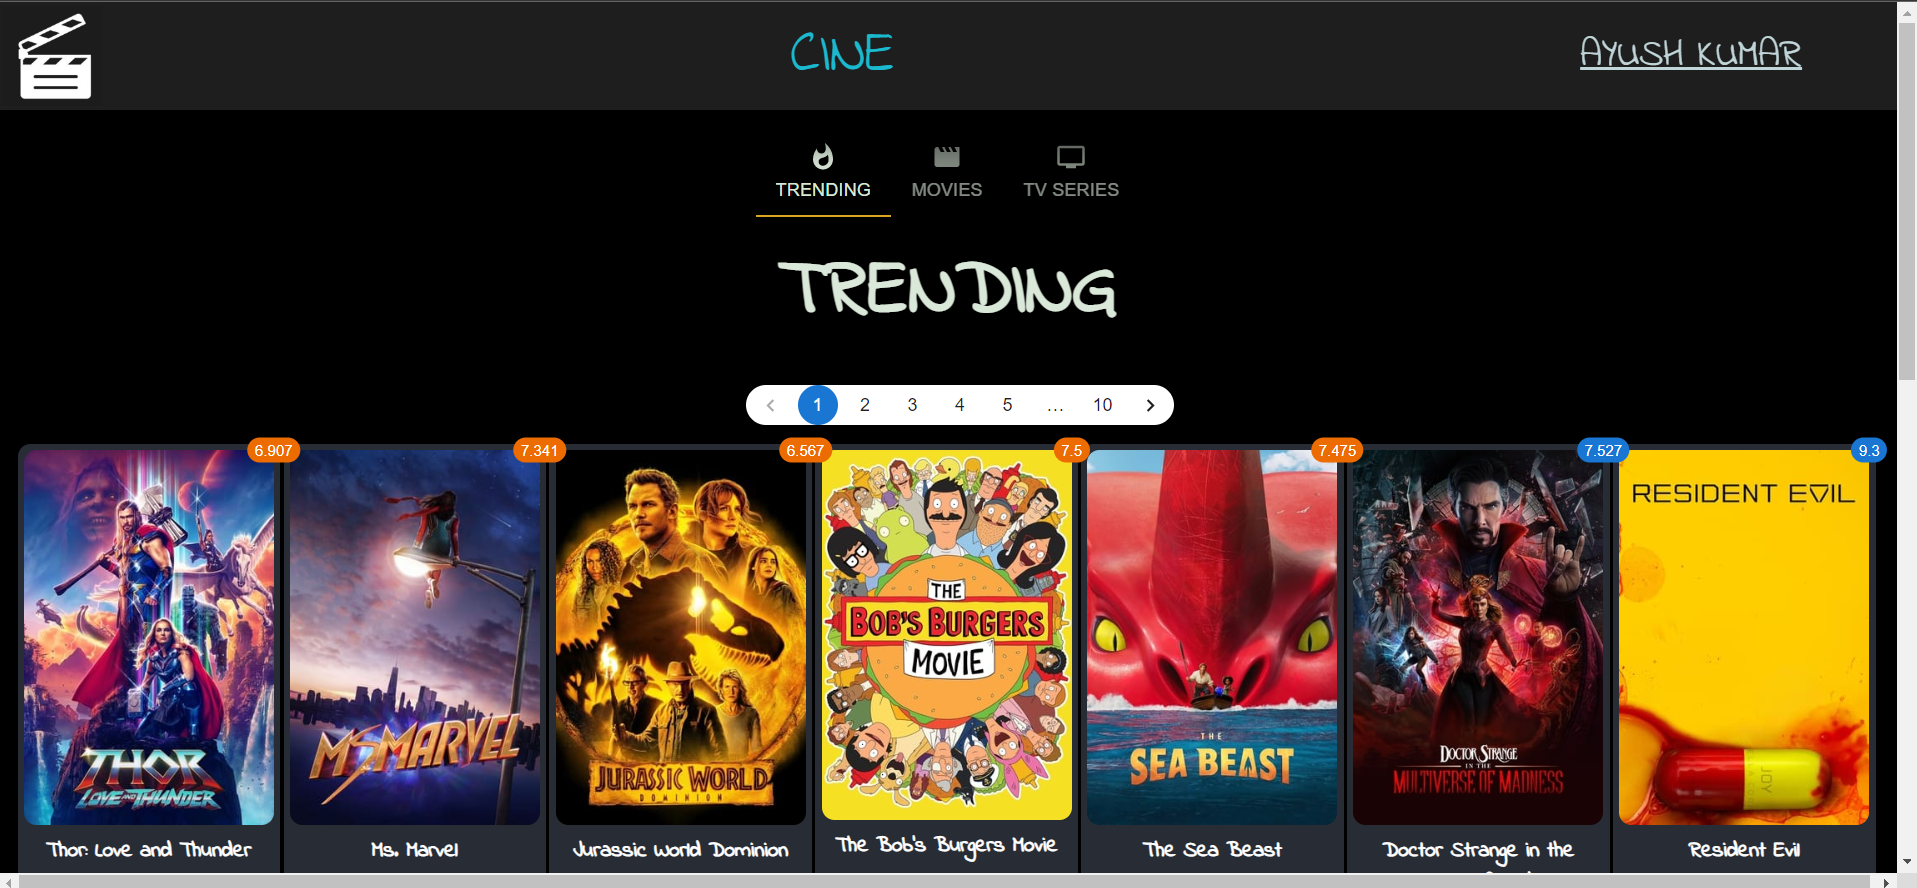 CINE
AYUSH KUMAR
TRENDING MOVIES TV SERIES
TRENDING
1 2 3 4 5 … 10
6.907 7.341 6.567 7.5 7.475 7.527 9.3
THOR
LOVE AND THUNDER
MS. MARVEL
JURASSIC WORLD
DOMINION
THE
BOB'S BURGERS
MOVIE
THE
SEA BEAST
DOCTOR STRANGE
IN THE
MULTIVERSE OF MADNESS
RESIDENT EVIL
JOY
Thor: Love and Thunder
Ms. Marvel
Jurassic World Dominion
The Bob's Burgers Movie
The Sea Beast
Doctor Strange in the
Resident Evil